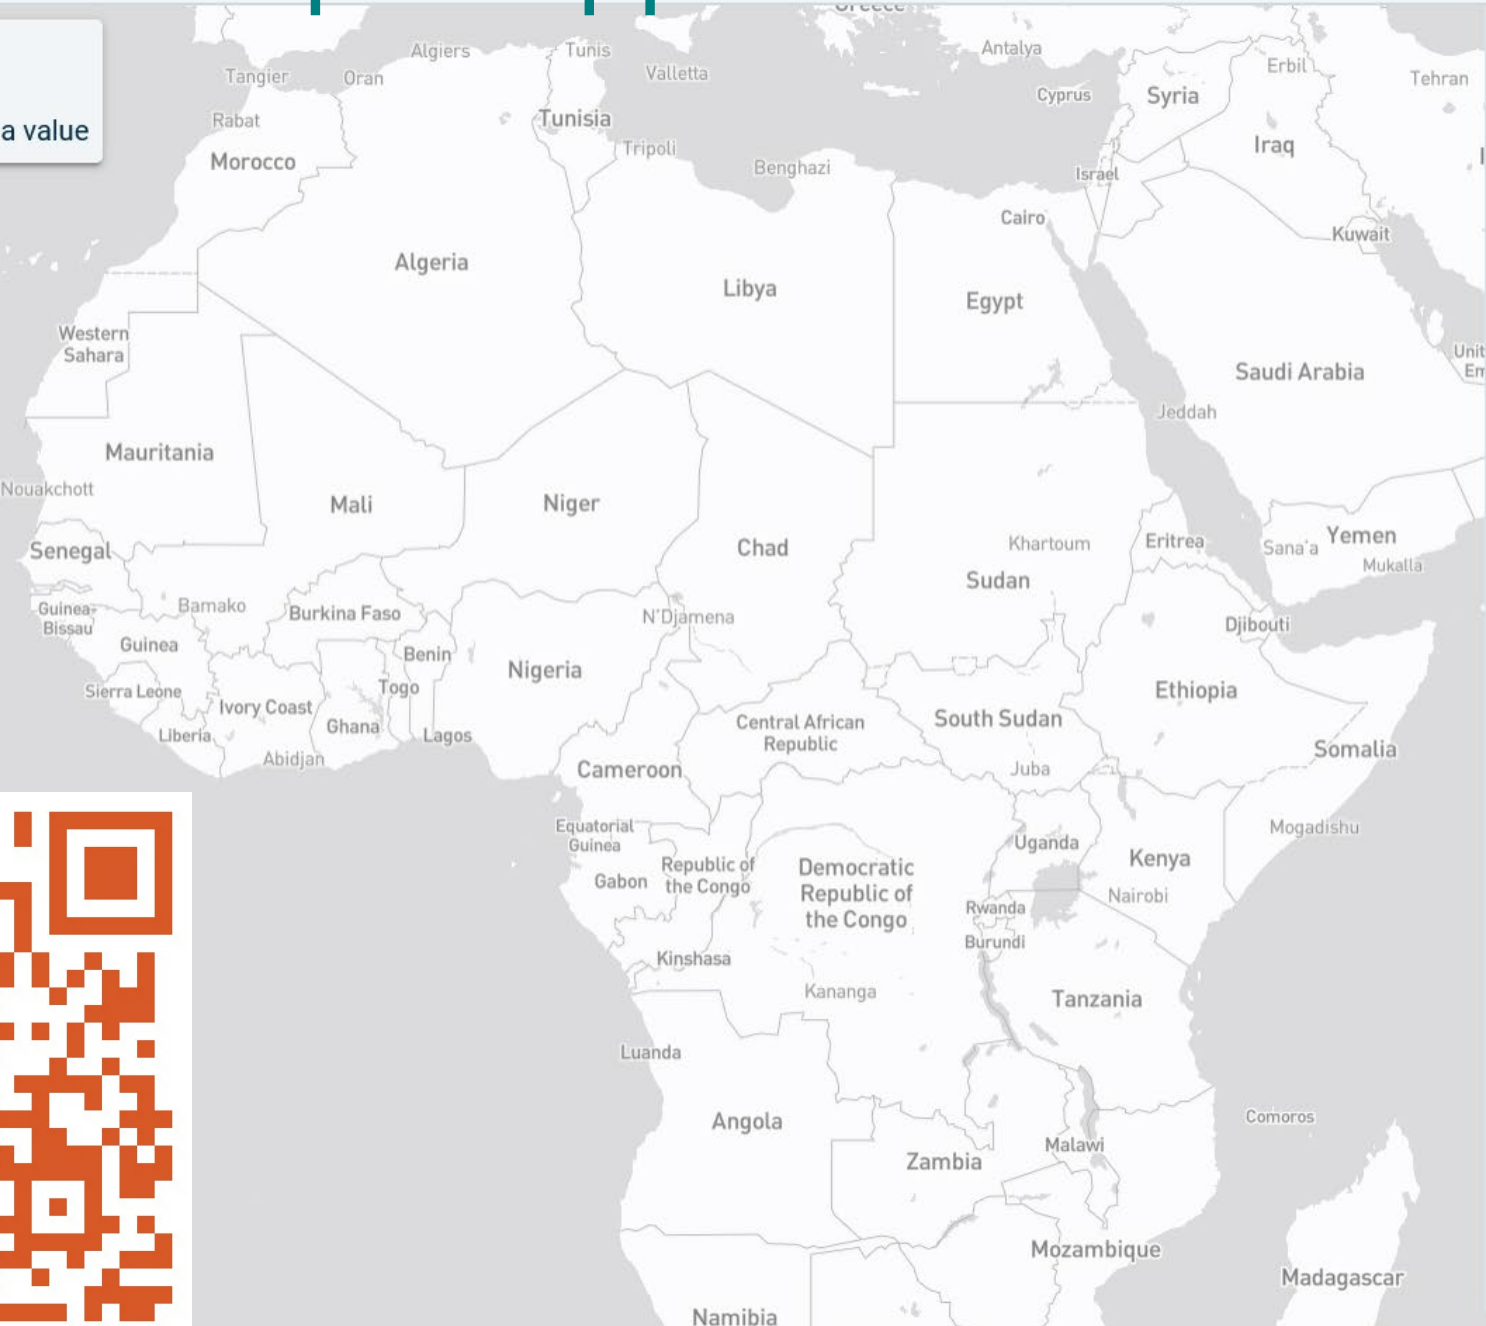 Greece
a value
Algiers
Tunis
Antalya
Erbil
Tehran
Tangier
Oran
Valletta
Cyprus
Syria
Rabat
Tunisia
Tripoli
Iraq
Morocco
Benghazi
Israel
Cairo
Kuwait
Algeria
Libya
Egypt
Western
Sahara
Unit
Em
Saudi Arabia
Jeddah
Mauritania
Nouakchott
Mali
Niger
Chad
Khartoum
Eritrea
Sana'a
Yemen
Mukalla
Senegal
Sudan
Guinea-
Bissau
Bamako
Burkina Faso
N'Djamena
Djibouti
Guinea
Benin
Nigeria
Sierra Leone
Togo
Ethiopia
Ivory Coast
Ghana
Liberia
Lagos
Central African
Republic
South Sudan
Somalia
Abidjan
Cameroon
Juba
Equatorial
Guinea
Mogadishu
Uganda
Kenya
Republic of
the Congo
Democratic
Republic of
the Congo
Gabon
Nairobi
Rwanda
Burundi
Kinshasa
Kananga
Tanzania
Luanda
Angola
Comoros
Malawi
Zambia
Mozambique
Madagascar
Namibia